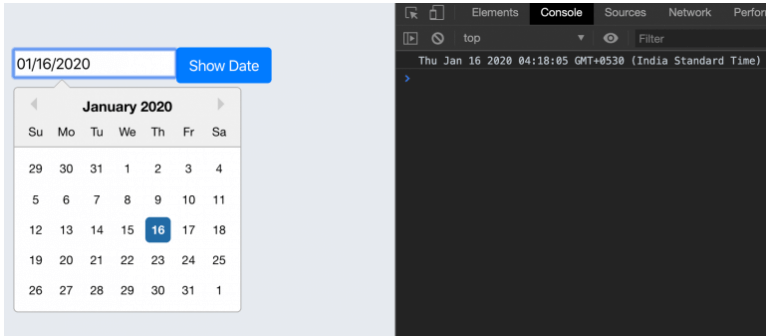 01/16/2020 Show Date
January 2020
Su Mo Tu We Th Fr Sa
29 30 31 1 2 3 4
5 6 7 8 9 10 11
12 13 14 15 16 17 18
19 20 21 22 23 24 25
26 27 28 29 30 31 1
Elements Console Sources Network Perfor
top Filter
Thu Jan 16 2020 04:18:05 GMT+0530 (India Standard Time)